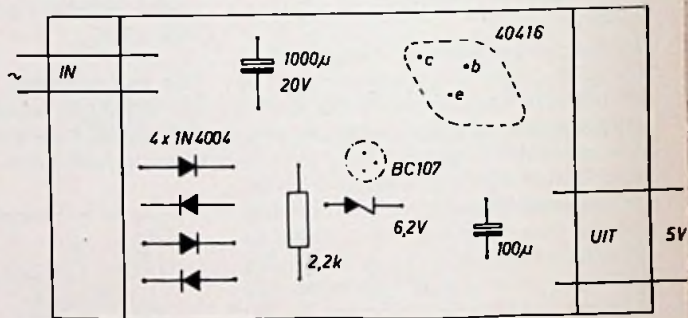 40416
~ IN
1000µ
20V
c
b
e
4 x 1N4004
BC107
6,2V
2,2k
100µ
UIT
5V